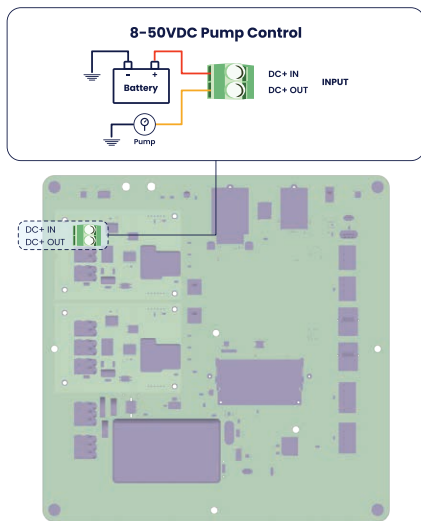 8-50VDC Pump Control
- +
Battery
DC+ IN
DC+ OUT
INPUT
Pump
DC+ IN
DC+ OUT